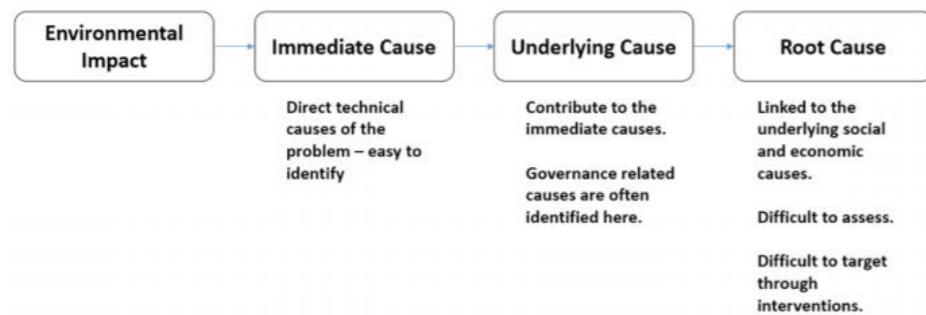 Environmental
Impact
Immediate Cause
Underlying Cause
Root Cause
Direct technical
causes of the
problem – easy to
identify
Contribute to the
immediate causes.
Governance related
causes are often
identified here.
Linked to the
underlying social
and economic
causes.
Difficult to assess.
Difficult to target
through
interventions.